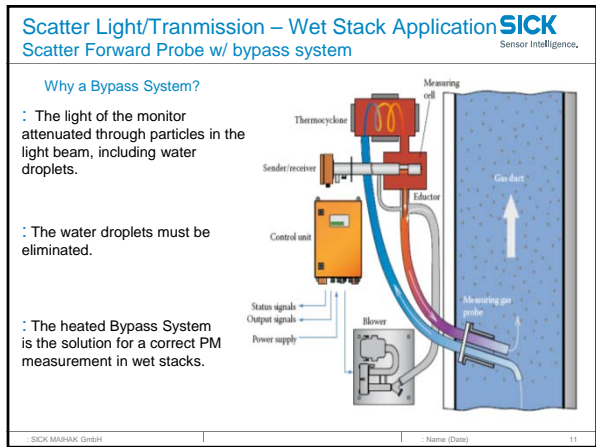 Scatter Light/Tranmission – Wet Stack Application
SICK
Sensor Intelligence.
Scatter Forward Probe w/ bypass system
Why a Bypass System?
: The light of the monitor
attenuated through particles in the
light beam, including water
droplets.
: The water droplets must be
eliminated.
: The heated Bypass System
is the solution for a correct PM
measurement in wet stacks.
Measuring
cell
Thermocyclone
Sender/receiver
Eductor
Gas duct
Control unit
Measuring gas
probe
Status signals
Output signals
Power supply
Blower
: SICK MAIHAK GmbH
: Name (Date)
11